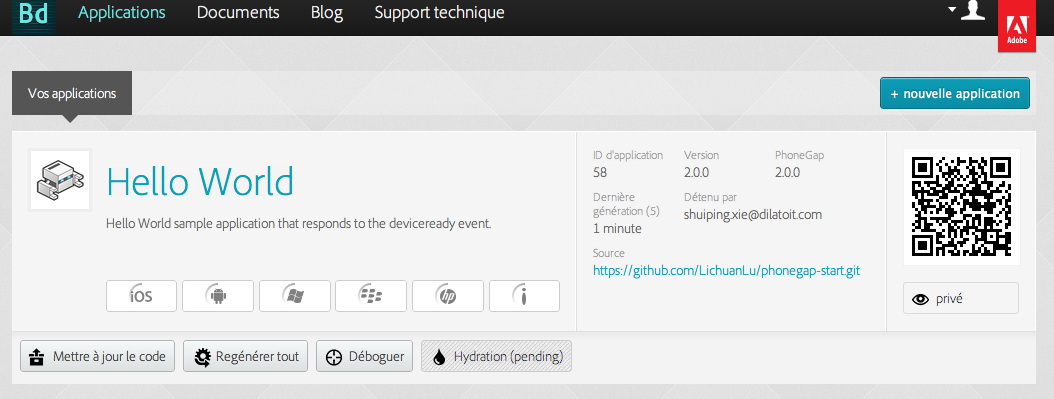 Bd
Applications
Documents
Blog
Support technique
Adobe
Vos applications
+ nouvelle application
Hello World
Hello World sample application that responds to the deviceready event.
iOS
hp
ID d'application
58
Version
2.0.0
PhoneGap
2.0.0
Dernière
génération (5)
1 minute
Détenu par
shuiping.xie@dilatoit.com
Source
https://github.com/LichuanLu/phonegap-start.git
privé
Mettre à jour le code
Regénérer tout
Déboguer
Hydration (pending)